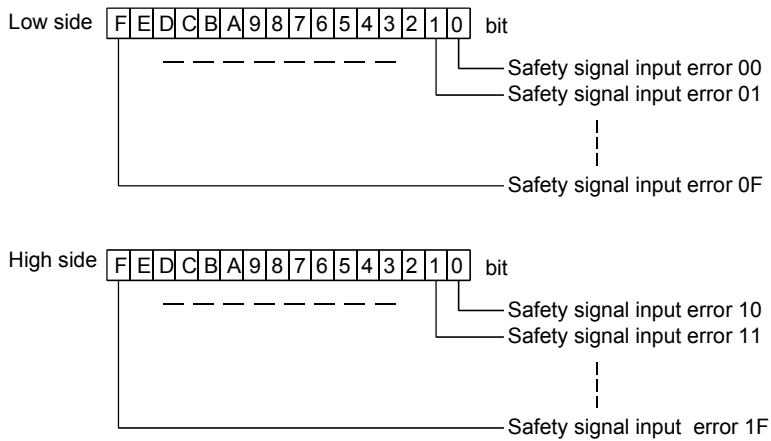 Low side F E D C B A 9 8 7 6 5 4 3 2 1 0 bit
Safety signal input error 00
Safety signal input error 01
Safety signal input error 0F
High side F E D C B A 9 8 7 6 5 4 3 2 1 0 bit
Safety signal input error 10
Safety signal input error 11
Safety signal input error 1F